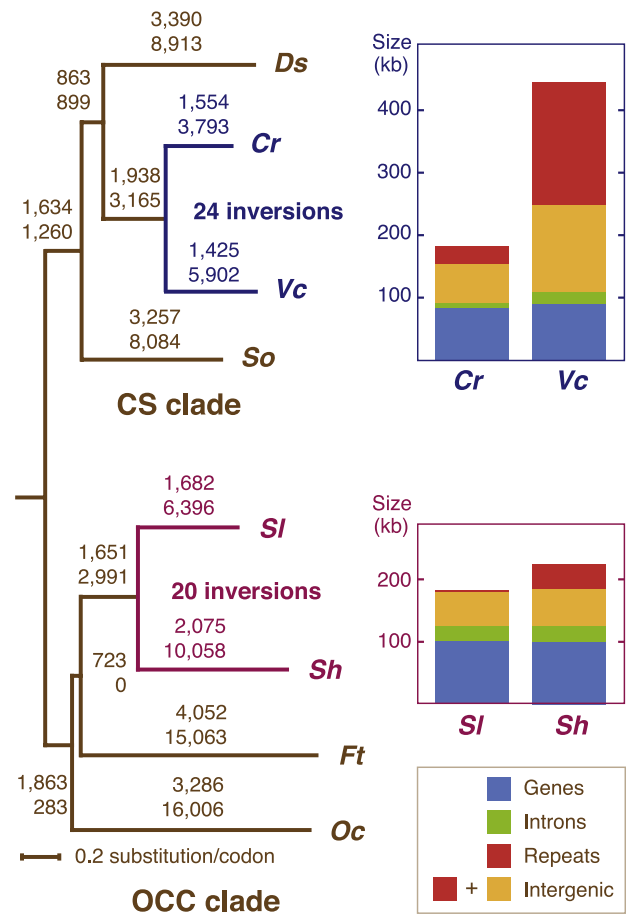 3,390
8,913
Ds
863
899
1,554
3,793
Cr
1,938
3,165
24 inversions
1,634
1,260
1,425
5,902
Vc
3,257
8,084
So
CS clade
1,682
6,396
Sl
1,651
2,991
20 inversions
2,075
10,058
Sh
723
0
4,052
15,063
Ft
1,863
283
3,286
16,006
Oc
0.2 substitution/codon
OCC clade
Size
(kb)
400
300
200
100
Cr Vc
Size
(kb)
200
100
Sl Sh
Genes
Introns
Repeats
+ Intergenic